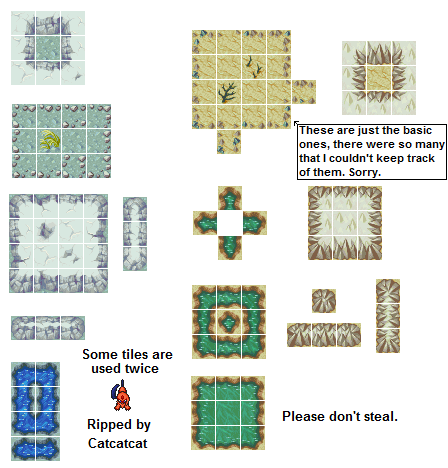 These are just the basic
ones, there were so many
that I couldn't keep track
of them. Sorry.
Some tiles are
used twice
Ripped by
Catcatcat
Please don't steal.